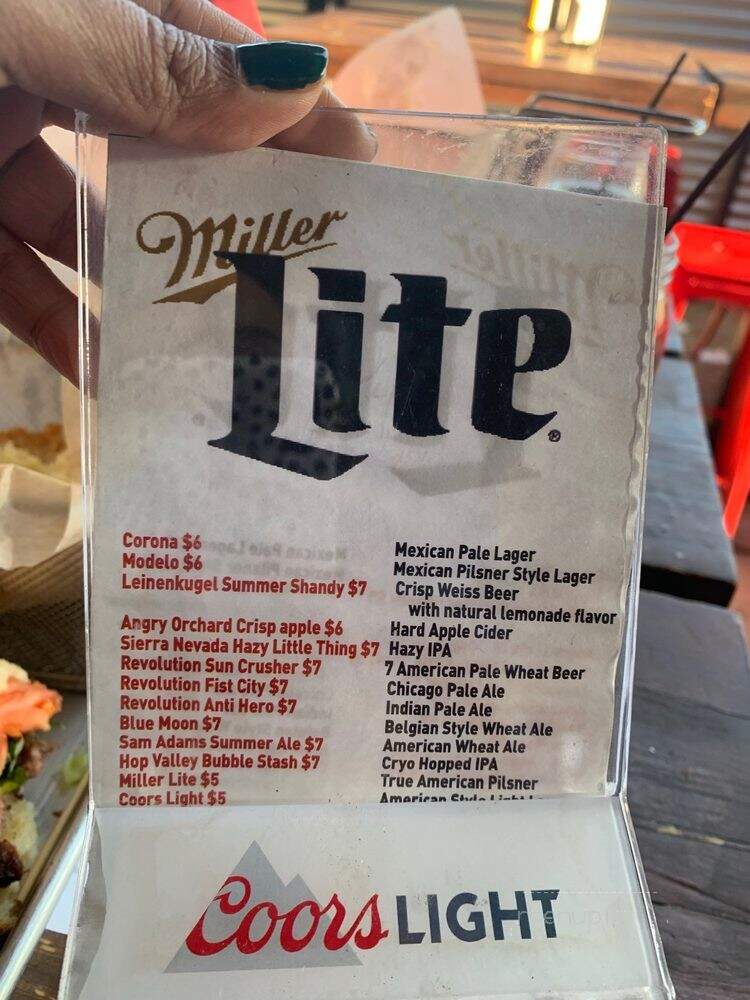 Miller
Lite
Corona $6 Mexican Pale Lager
Modelo $6 Mexican Pilsner Style Lager
Leinenkugel Summer Shandy $7 Crisp Weiss Beer
with natural lemonade flavor
Angry Orchard Crisp apple $6 Hard Apple Cider
Sierra Nevada Hazy Little Thing $7 Hazy IPA
Revolution Sun Crusher $7 7 American Pale Wheat Beer
Revolution Fist City $7 Chicago Pale Ale
Revolution Anti Hero $7 Indian Pale Ale
Blue Moon $7 Belgian Style Wheat Ale
Sam Adams Summer Ale $7 American Wheat Ale
Hop Valley Bubble Stash $7 Cryo Hopped IPA
Miller Lite $5 True American Pilsner
Coors Light $5 American Style Light
Coors LIGHT